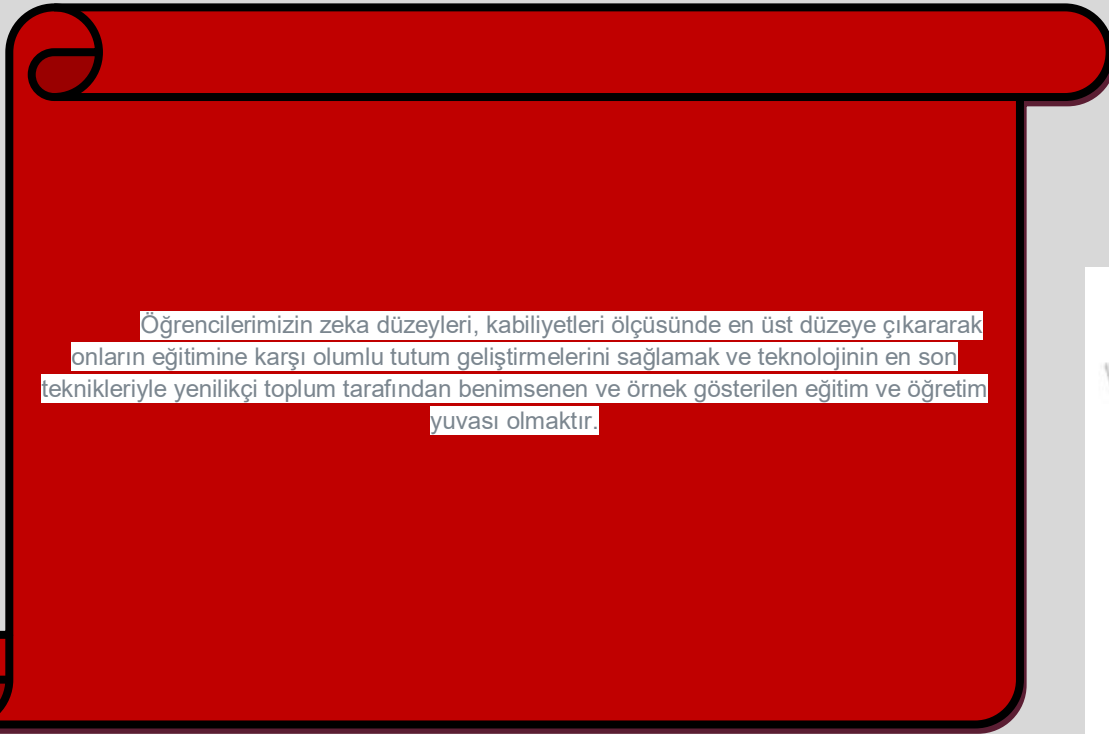 Öğrencilerimizin zeka düzeyleri, kabiliyetleri ölçüsünde en üst düzeye çıkararak
onların eğitimine karşı olumlu tutum geliştirmelerini sağlamak ve teknolojinin en son
teknikleriyle yenilikçi toplum tarafından benimsenen ve örnek gösterilen eğitim ve öğretim
yuvası olmaktır.